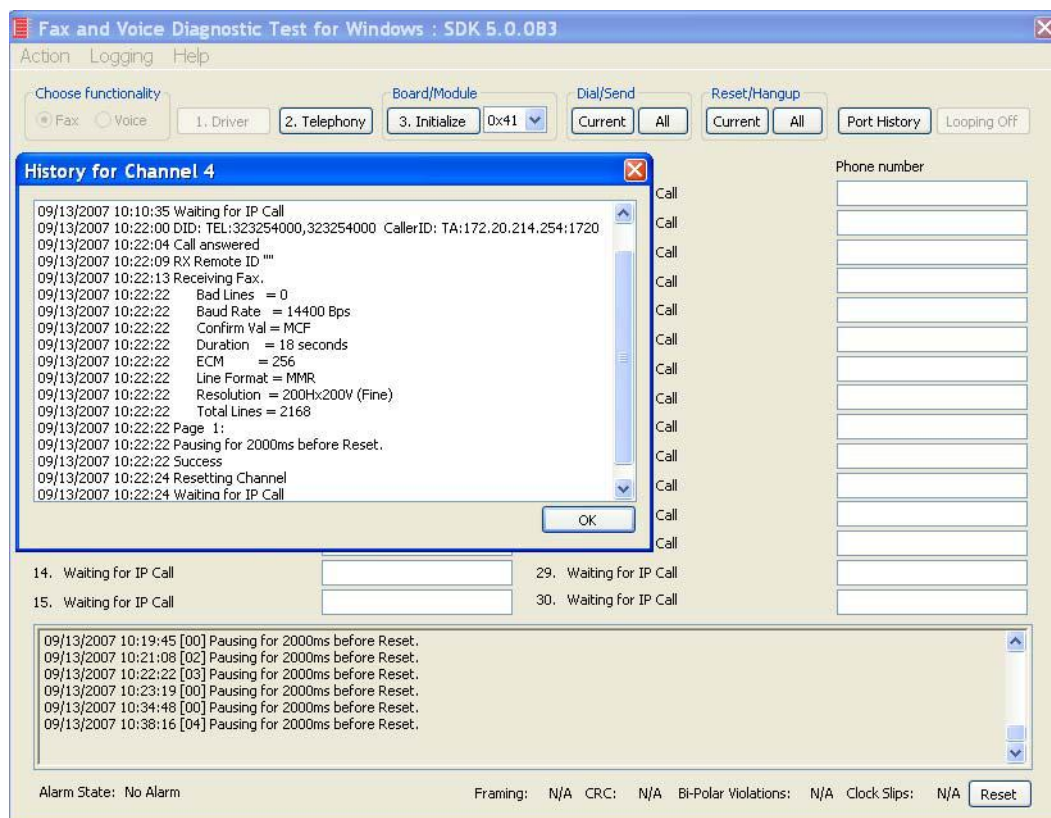 Fax and Voice Diagnostic Test for Windows : SDK 5.0.0B3
Action Logging Help
Choose functionality Board/Module Dial/Send Reset/Hangup
Fax Voice 1. Driver 2. Telephony 3. Initialize 0x41 Current All Current All Port History Looping Off
History for Channel 4
Phone number
09/13/2007 10:10:35 Waiting for IP Call
09/13/2007 10:22:00 DID: TEL:323254000,323254000 CallerID: TA:172.20.214.254:1720
09/13/2007 10:22:04 Call answered
09/13/2007 10:22:09 RX Remote ID ""
09/13/2007 10:22:13 Receiving Fax.
09/13/2007 10:22:22 Bad Lines = 0
09/13/2007 10:22:22 Baud Rate = 14400 Bps
09/13/2007 10:22:22 Confirm Val = MCF
09/13/2007 10:22:22 Duration = 18 seconds
09/13/2007 10:22:22 ECM = 256
09/13/2007 10:22:22 Line Format = MMR
09/13/2007 10:22:22 Resolution = 200Hx200V (Fine)
09/13/2007 10:22:22 Total Lines = 2168
09/13/2007 10:22:22 Page 1:
09/13/2007 10:22:22 Pausing for 2000ms before Reset.
09/13/2007 10:22:22 Success
09/13/2007 10:22:24 Resetting Channel
09/13/2007 10:22:24 Waiting for IP Call
OK
Call
Call
Call
Call
Call
Call
Call
Call
Call
Call
Call
Call
Call
14. Waiting for IP Call 29. Waiting for IP Call
15. Waiting for IP Call 30. Waiting for IP Call
09/13/2007 10:19:45 [00] Pausing for 2000ms before Reset.
09/13/2007 10:21:08 [02] Pausing for 2000ms before Reset.
09/13/2007 10:22:22 [03] Pausing for 2000ms before Reset.
09/13/2007 10:23:19 [00] Pausing for 2000ms before Reset.
09/13/2007 10:34:48 [00] Pausing for 2000ms before Reset.
09/13/2007 10:38:16 [04] Pausing for 2000ms before Reset.
Alarm State: No Alarm Framing: N/A CRC: N/A Bi-Polar Violations: N/A Clock Slips: N/A Reset